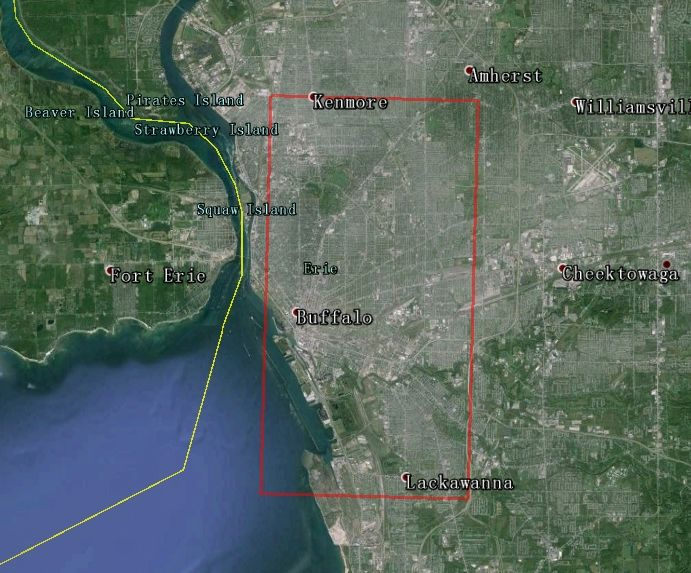 Amherst
Pirates Island
Kenmore
Williamsvill
Beaver Island
Strawberry Island
Squaw Island
Erie
Fort Erie
Cheektowaga
Buffalo
Lackawanna